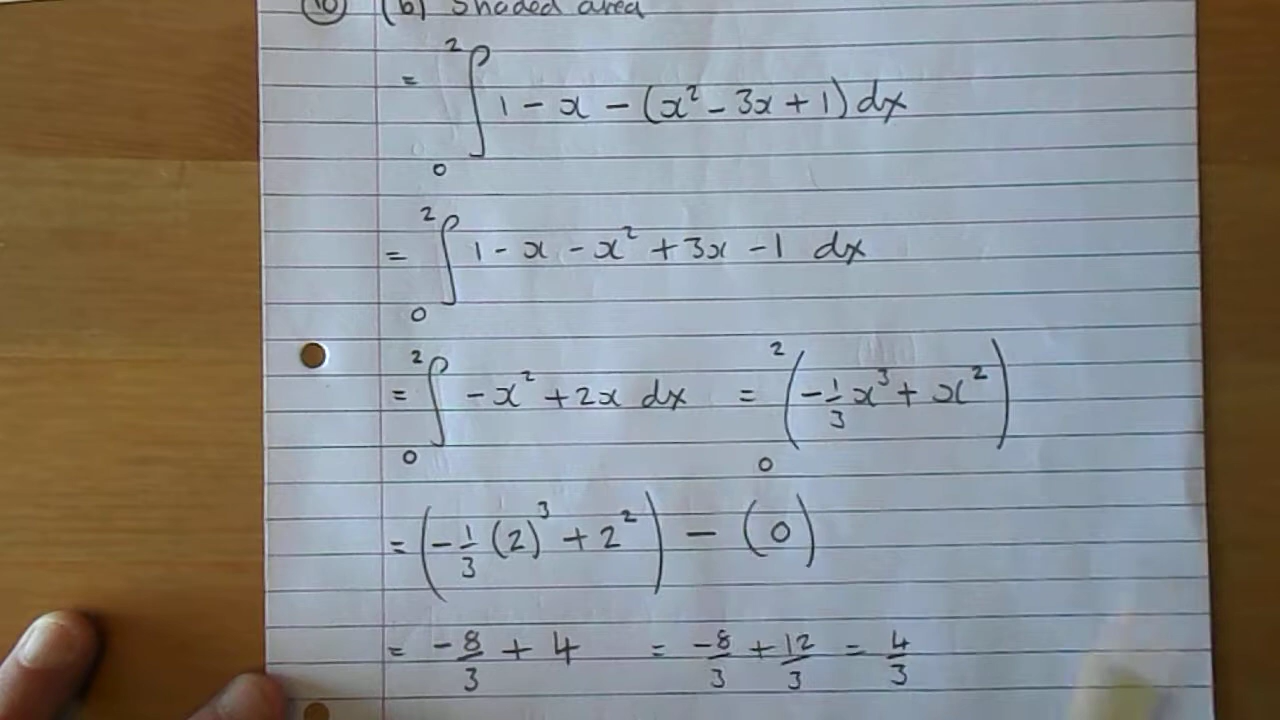 10 (b) Shaded area
= ∫₀² 1 - x - (x² - 3x + 1) dx
= ∫₀² 1 - x - x² + 3x - 1 dx
= ∫₀² -x² + 2x dx = ₀²(-1/3 x³ + x²)
= (-1/3 (2)³ + 2²) - (0)
= -8/3 + 4 = -8/3 + 12/3 = 4/3